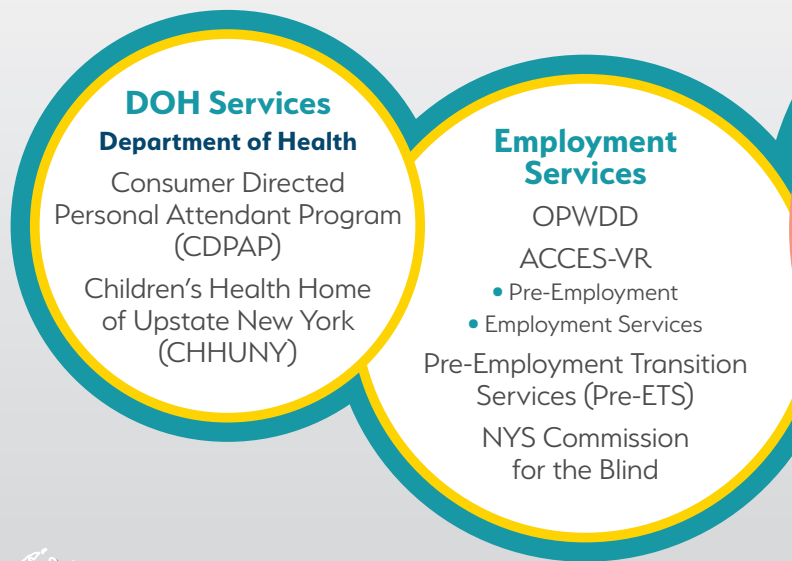 DOH Services
Department of Health
Consumer Directed
Personal Attendant Program
(CDPAP)
Children's Health Home
of Upstate New York
(CHHUNY)
Employment
Services
OPWDD
ACCES-VR
• Pre-Employment
• Employment Services
Pre-Employment Transition
Services (Pre-ETS)
NYS Commission
for the Blind